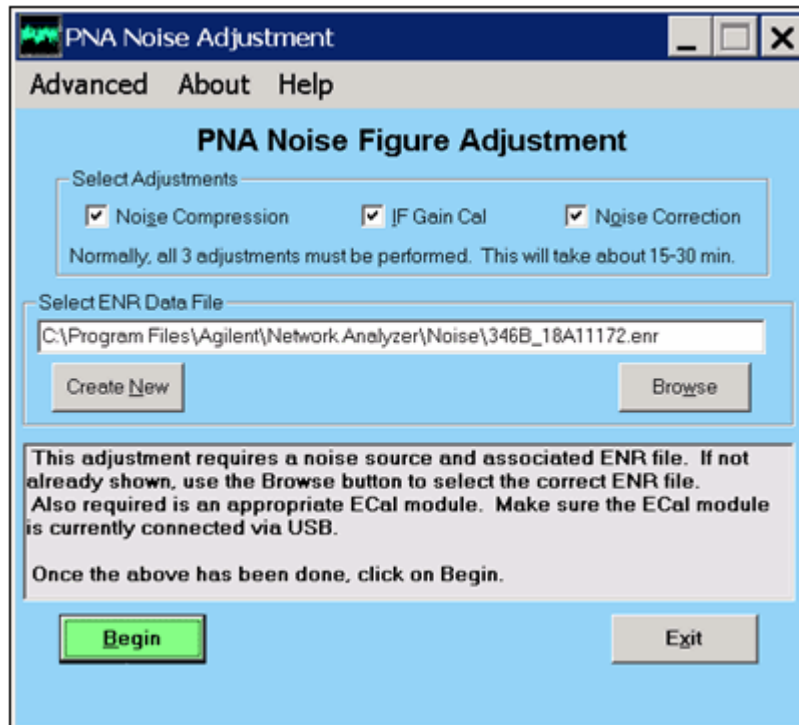 PNA Noise Adjustment
Advanced About Help
PNA Noise Figure Adjustment
Select Adjustments
Noise Compression IF Gain Cal Noise Correction
Normally, all 3 adjustments must be performed. This will take about 15-30 min.
Select ENR Data File
C:\Program Files\Agilent\Network Analyzer\Noise\346B_18A11172.enr
Create New Browse
This adjustment requires a noise source and associated ENR file. If not
already shown, use the Browse button to select the correct ENR file.
Also required is an appropriate ECal module. Make sure the ECal module
is currently connected via USB.
Once the above has been done, click on Begin.
Begin Exit